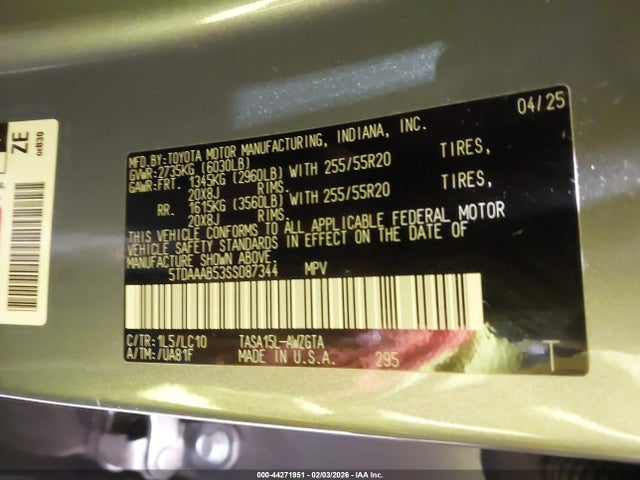 04/25
MFD.BY:TOYOTA MOTOR MANUFACTURING, INDIANA, INC.
GVWR:2735KG (6030LB)
GAWR:FRT. 1345KG (2960LB) WITH 255/55R20 TIRES,
20X8J RIMS.
RR. 1615KG (3560LB) WITH 255/55R20 TIRES,
20X8J RIMS.
THIS VEHICLE CONFORMS TO ALL APPLICABLE FEDERAL MOTOR
VEHICLE SAFETY STANDARDS IN EFFECT ON THE DATE OF
MANUFACTURE SHOWN ABOVE.
5TDAAAB53SS087344 MPV
C/TR:1L5/LC10 TASA15L-AWZGTA
A/TM:/UA81F MADE IN U.S.A. 295
T
ZE
000-44271951 - 02/03/2026 - IAA Inc.